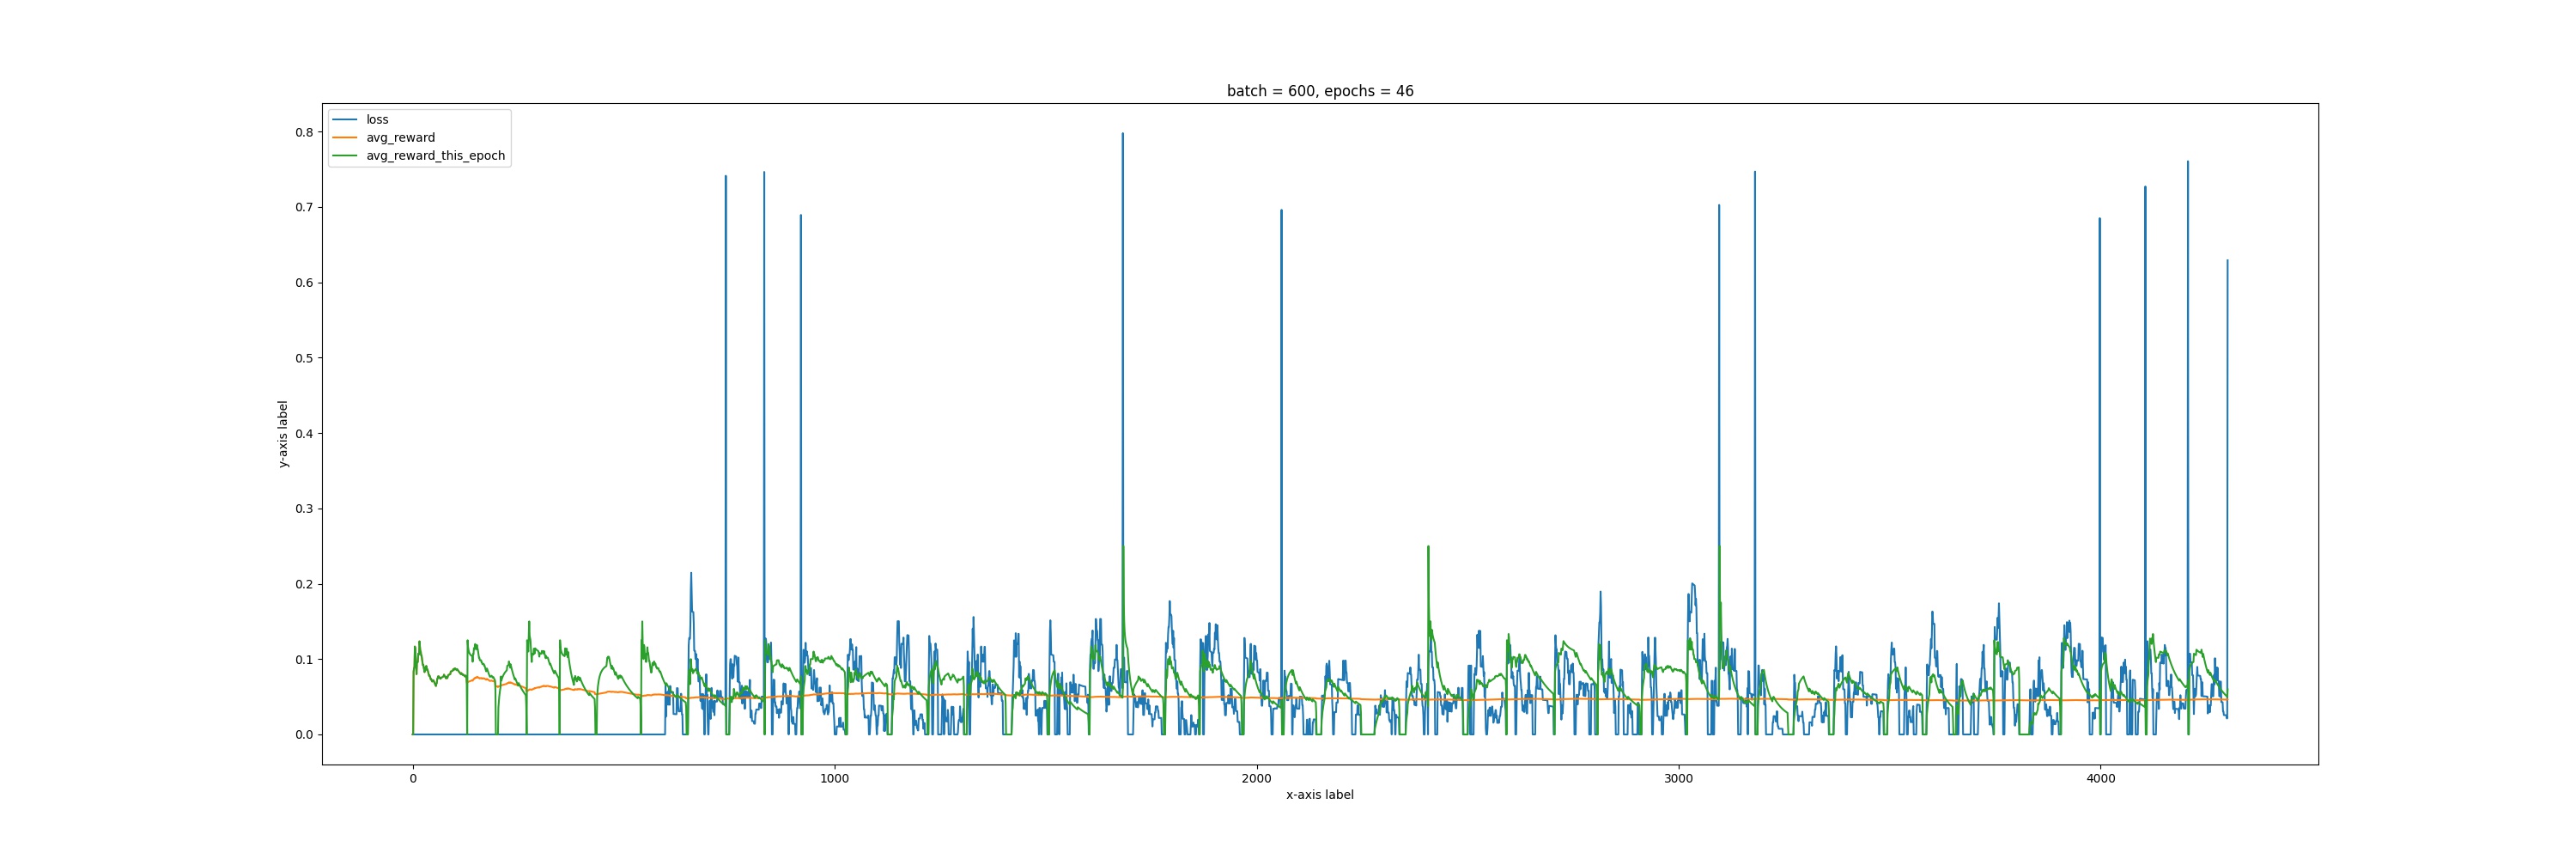 batch = 600, epochs = 46
loss
avg_reward
avg_reward_this_epoch
0.8
0.7
0.6
0.5
0.4
0.3
0.2
0.1
0.0
y-axis label
0 1000 2000 3000 4000
x-axis label